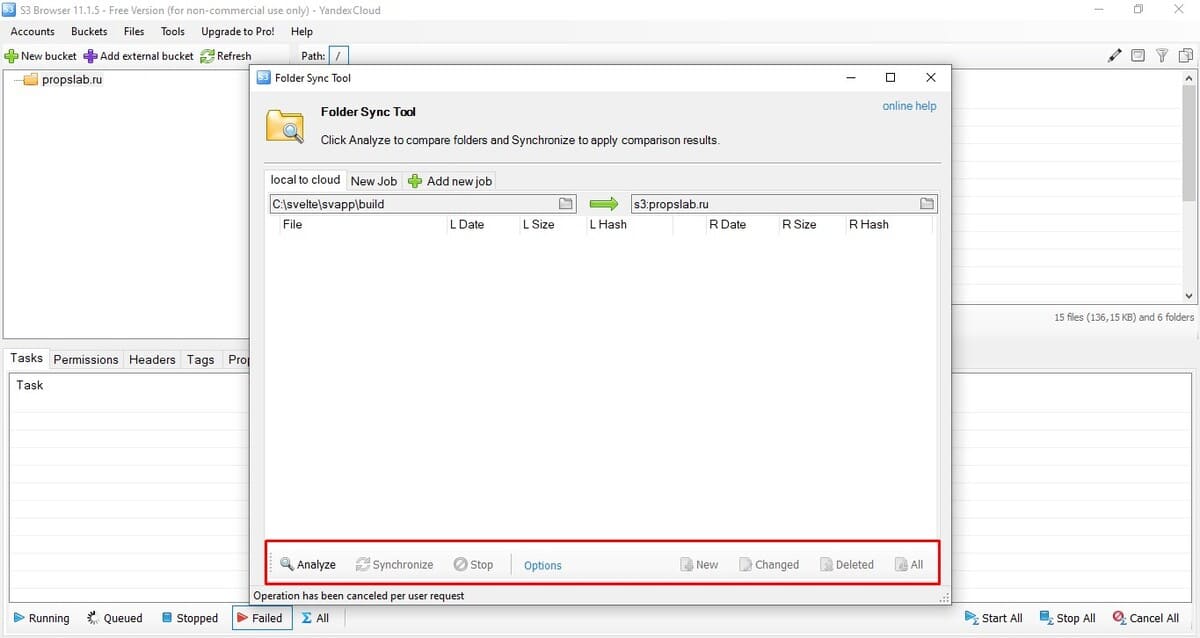 S3 Browser 11.1.5 - Free Version (for non-commercial use only) - YandexCloud
Accounts Buckets Files Tools Upgrade to Pro! Help
New bucket Add external bucket Refresh Path: /
propslab.ru
Folder Sync Tool
online help
Folder Sync Tool
Click Analyze to compare folders and Synchronize to apply comparison results.
local to cloud New Job Add new job
C:\svelte\svapp\build s3:propslab.ru
File L Date L Size L Hash R Date R Size R Hash
15 files (136,15 KB) and 6 folders
Tasks Permissions Headers Tags Prop
Task
Analyze Synchronize Stop Options New Changed Deleted All
Operation has been canceled per user request
Running Queued Stopped Failed All Start All Stop All Cancel All